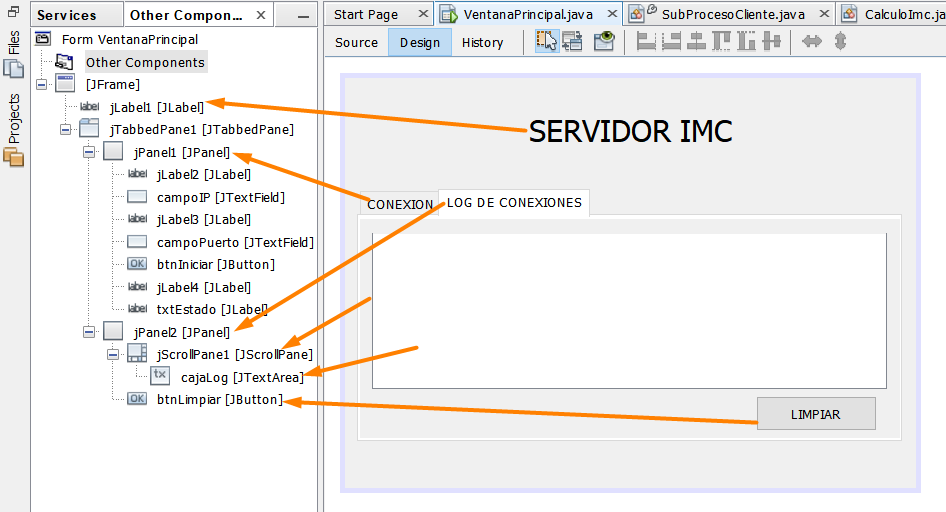 Services
Other Compon...
Start Page
VentanaPrincipal.java
SubProcesoCliente.java
CalculoImc.ja
Files
Projects
Source
Design
History
Form VentanaPrincipal
Other Components
[JFrame]
label jLabel1 [JLabel]
jTabbedPane1 [JTabbedPane]
jPanel1 [JPanel]
label jLabel2 [JLabel]
campoIP [JTextField]
label jLabel3 [JLabel]
campoPuerto [JTextField]
OK btnIniciar [JButton]
label jLabel4 [JLabel]
label txtEstado [JLabel]
jPanel2 [JPanel]
jScrollPane1 [JScrollPane]
tx cajaLog [JTextArea]
OK btnLimpiar [JButton]
SERVIDOR IMC
CONEXION
LOG DE CONEXIONES
LIMPIAR